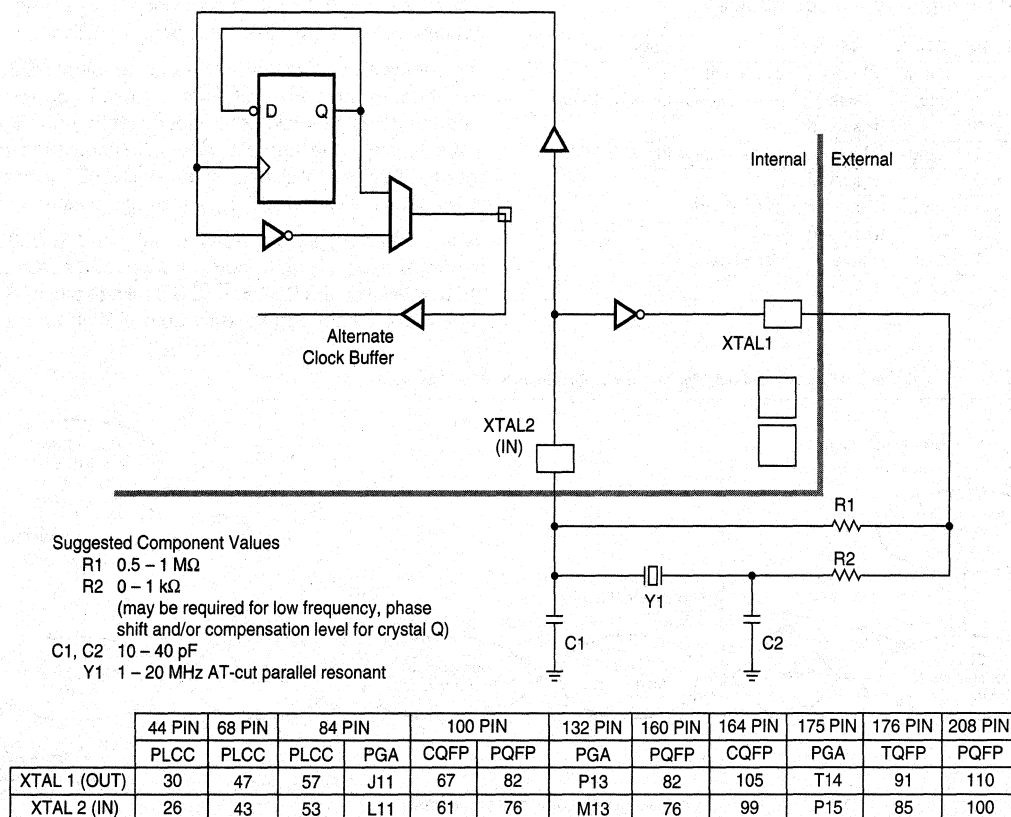 D Q
Internal External
Alternate
Clock Buffer
XTAL1
XTAL2
(IN)
R1
R2
Y1
C1 C2
Suggested Component Values
R1 0.5 – 1 MΩ
R2 0 – 1 kΩ
(may be required for low frequency, phase
shift and/or compensation level for crystal Q)
C1, C2 10 – 40 pF
Y1 1 – 20 MHz AT-cut parallel resonant
44 PIN 68 PIN 84 PIN 100 PIN 132 PIN 160 PIN 164 PIN 175 PIN 176 PIN 208 PIN
PLCC PLCC PLCC PGA CQFP PQFP PGA PQFP CQFP PGA TQFP PQFP
XTAL 1 (OUT) 30 47 57 J11 67 82 P13 82 105 T14 91 110
XTAL 2 (IN) 26 43 53 L11 61 76 M13 76 99 P15 85 100